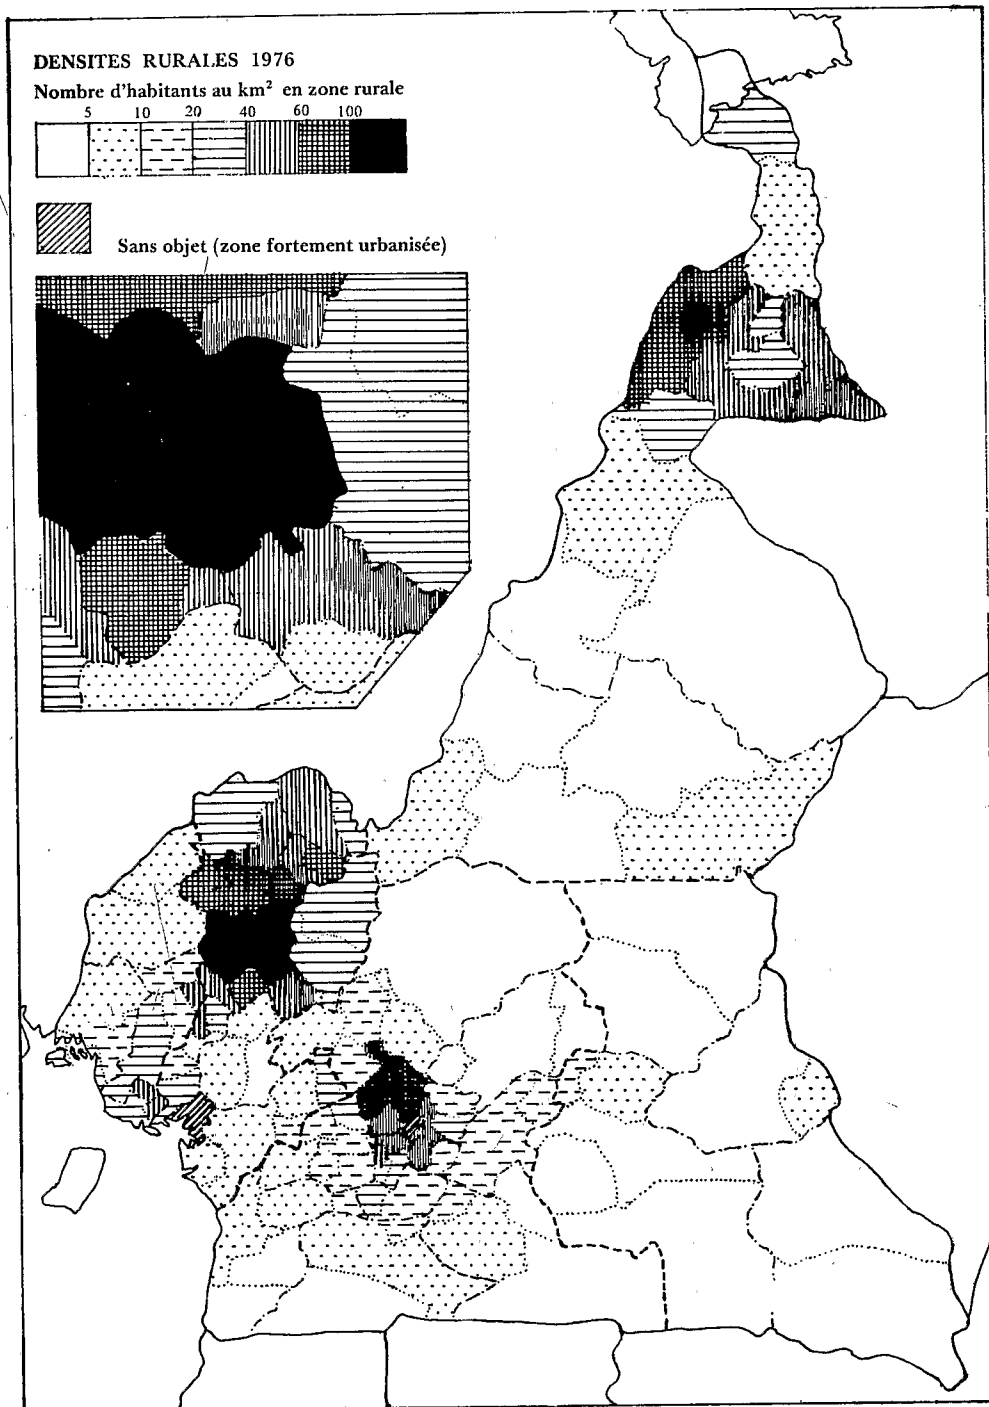 DENSITES RURALES 1976
Nombre d'habitants au km² en zone rurale
5 10 20 40 60 100
Sans objet (zone fortement urbanisée)